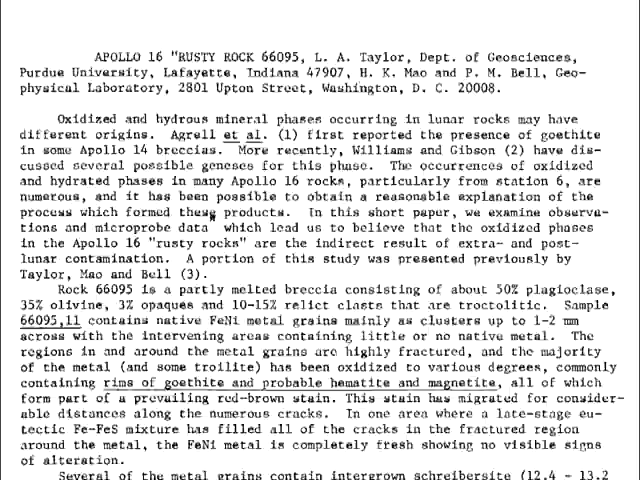 APOLLO 16 "RUSTY ROCK 66095, L. A. Taylor, Dept. of Geosciences,
Purdue University, Lafayette, Indiana 47907, H. K. Mao and P. M. Bell, Geo-
physical Laboratory, 2801 Upton Street, Washington, D. C. 20008.
Oxidized and hydrous mineral phases occurring in lunar rocks may have
different origins. Agrell et al. (1) first reported the presence of goethite
in some Apollo 14 breccias. More recently, Williams and Gibson (2) have dis-
cussed several possible geneses for this phase. The occurrences of oxidized
and hydrated phases in many Apollo 16 rocks, particularly from station 6, are
numerous, and it has been possible to obtain a reasonable explanation of the
process which formed these products. In this short paper, we examine observa-
tions and microprobe data which lead us to believe that the oxidized phases
in the Apollo 16 "rusty rocks" are the indirect result of extra- and post-
lunar contamination. A portion of this study was presented previously by
Taylor, Mao and Bell (3).
Rock 66095 is a partly melted breccia consisting of about 50% plagioclase,
35% olivine, 3% opaques and 10-15% relict clasts that are troctolitic. Sample
66095,11 contains native FeNi metal grains mainly as clusters up to 1-2 mm
across with the intervening areas containing little or no native metal. The
regions in and around the metal grains are highly fractured, and the majority
of the metal (and some troilite) has been oxidized to various degrees, commonly
containing rims of goethite and probable hematite and magnetite, all of which
form part of a prevailing red-brown stain. This stain has migrated for consider-
able distances along the numerous cracks. In one area where a late-stage eu-
tectic Fe-FeS mixture has filled all of the cracks in the fractured region
around the metal, the FeNi metal is completely fresh showing no visible signs
of alteration.
Several of the metal grains contain intergrown schreibersite (12.4 - 13.2